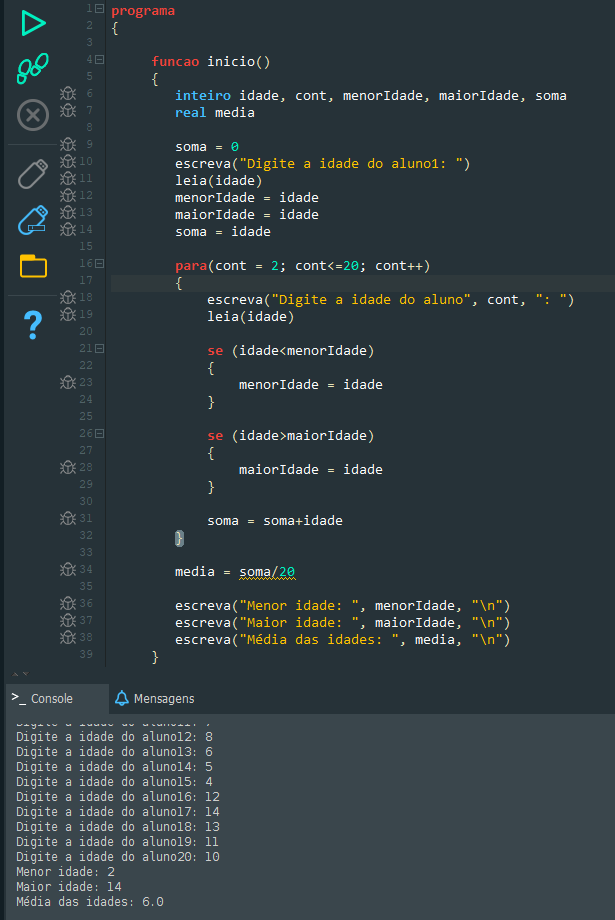 1 programa
2 {
3
4 funcao inicio()
5 {
6 inteiro idade, cont, menorIdade, maiorIdade, soma
7 real media
8
9 soma = 0
10 escreva("Digite a idade do aluno1: ")
11 leia(idade)
12 menorIdade = idade
13 maiorIdade = idade
14 soma = idade
15
16 para(cont = 2; cont<=20; cont++)
17 {
18 escreva("Digite a idade do aluno", cont, ": ")
19 leia(idade)
20
21 se (idade<menorIdade)
22 {
23 menorIdade = idade
24 }
25
26 se (idade>maiorIdade)
27 {
28 maiorIdade = idade
29 }
30
31 soma = soma+idade
32 }
33
34 media = soma/20
35
36 escreva("Menor idade: ", menorIdade, "\n")
37 escreva("Maior idade: ", maiorIdade, "\n")
38 escreva("Média das idades: ", media, "\n")
39 }
?
>_ Console Mensagens
Digite a idade do aluno11: 7
Digite a idade do aluno12: 8
Digite a idade do aluno13: 6
Digite a idade do aluno14: 5
Digite a idade do aluno15: 4
Digite a idade do aluno16: 12
Digite a idade do aluno17: 14
Digite a idade do aluno18: 13
Digite a idade do aluno19: 11
Digite a idade do aluno20: 10
Menor idade: 2
Maior idade: 14
Média das idades: 6.0